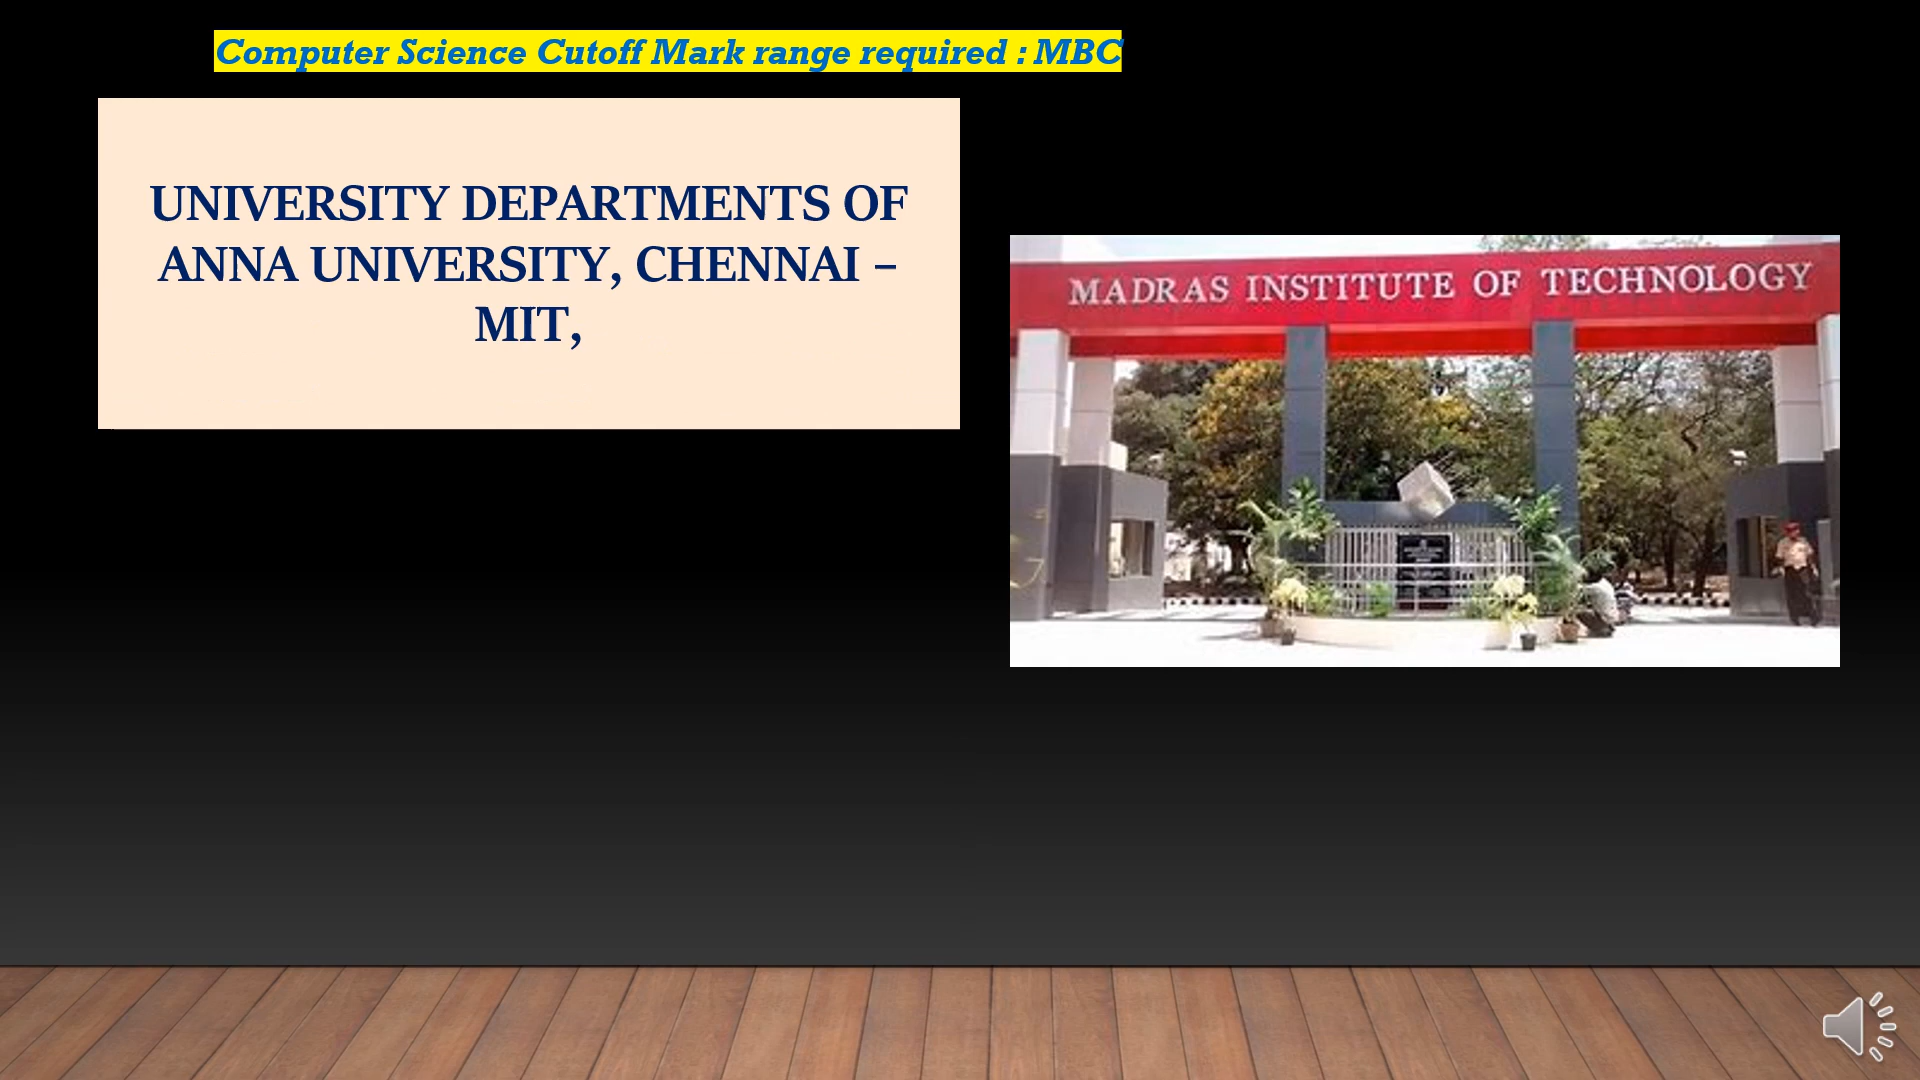 Computer Science Cutoff Mark range required : MBC
UNIVERSITY DEPARTMENTS OF
ANNA UNIVERSITY, CHENNAI –
MIT,
MADRAS INSTITUTE OF TECHNOLOGY